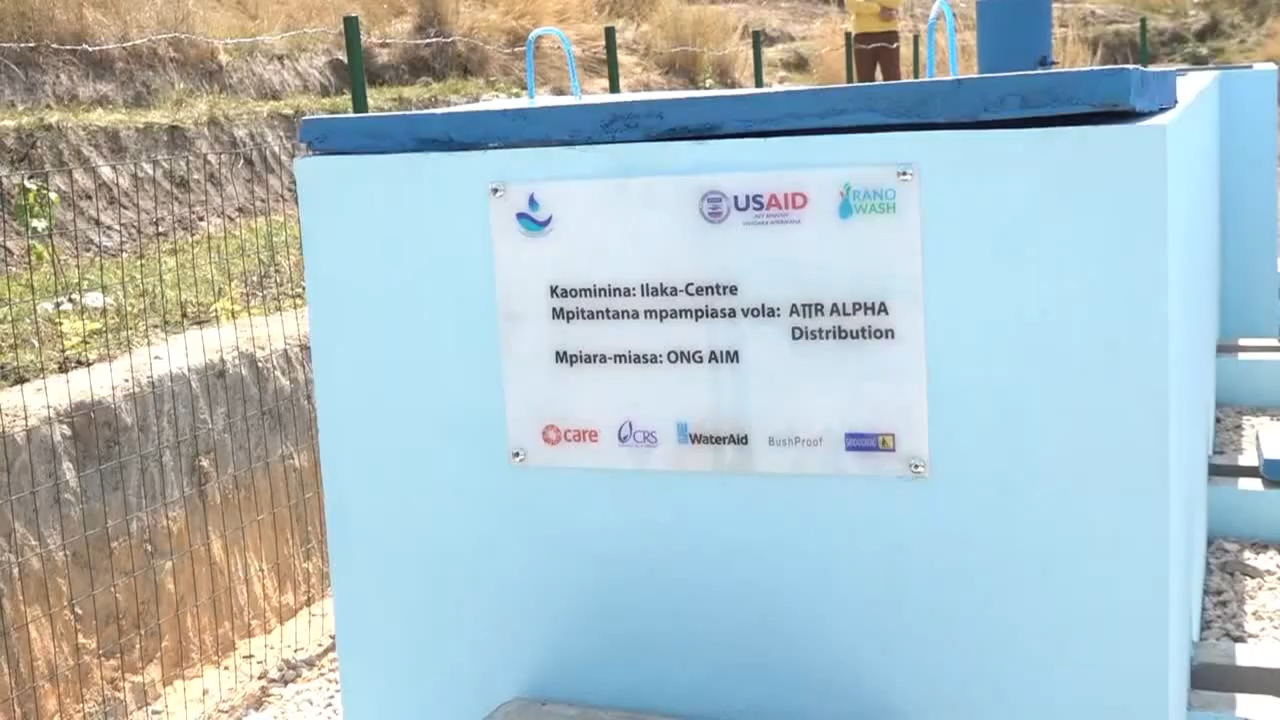 USAID
RANO
WASH
Kaominina: Ilaka-Centre
Mpitantana mpampiasa vola: ATTR ALPHA
Distribution
Mpiara-miasa: ONG AIM
care
CRS
WaterAid
BushProof